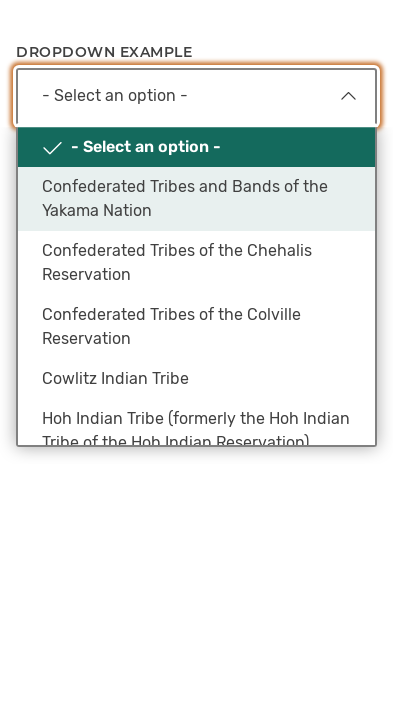 DROPDOWN EXAMPLE
- Select an option -
- Select an option -
Confederated Tribes and Bands of the
Yakama Nation
Confederated Tribes of the Chehalis
Reservation
Confederated Tribes of the Colville
Reservation
Cowlitz Indian Tribe
Hoh Indian Tribe (formerly the Hoh Indian
Tribe of the Hoh Indian Reservation)